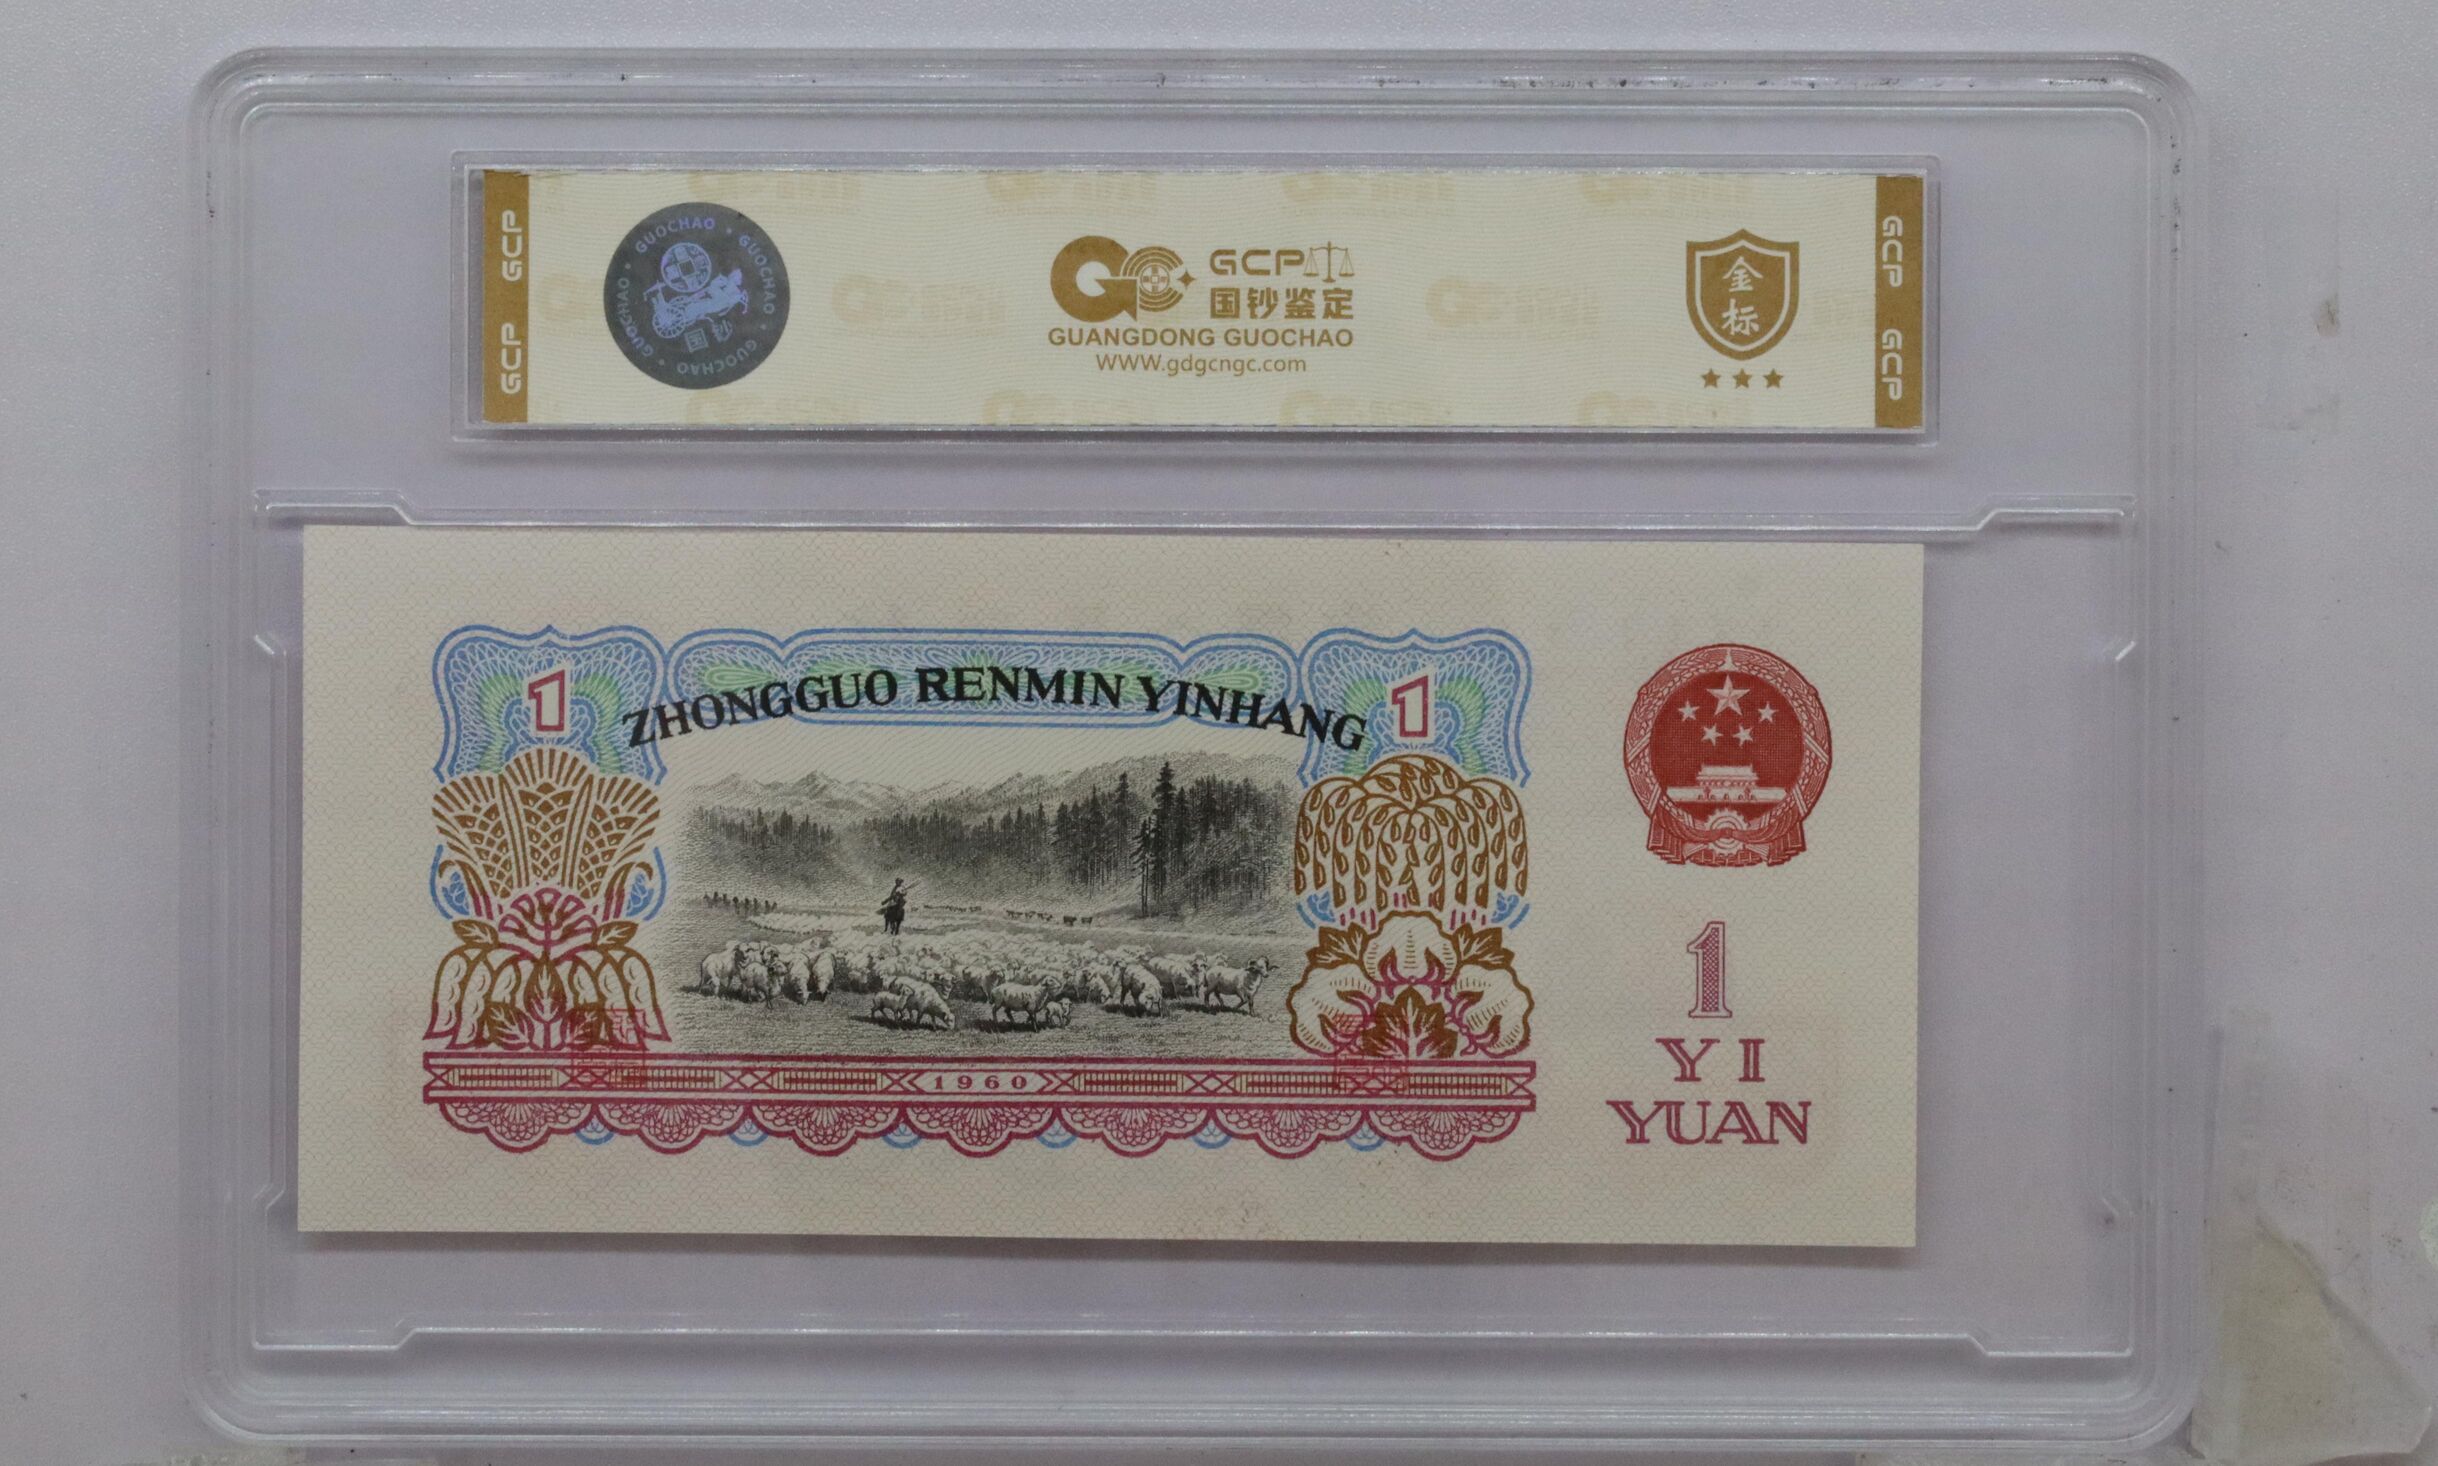 GCP GCP
GUOCHAO • GUOCHAO • GUOCHAO • GUOCHAO •
国钞
GCP
国钞鉴定
GUANGDONG GUOCHAO
WWW.gdgcngc.com
金标
GCP GCP
ZHONGGUO RENMIN YINHANG
1
1
1960
1
YI
YUAN